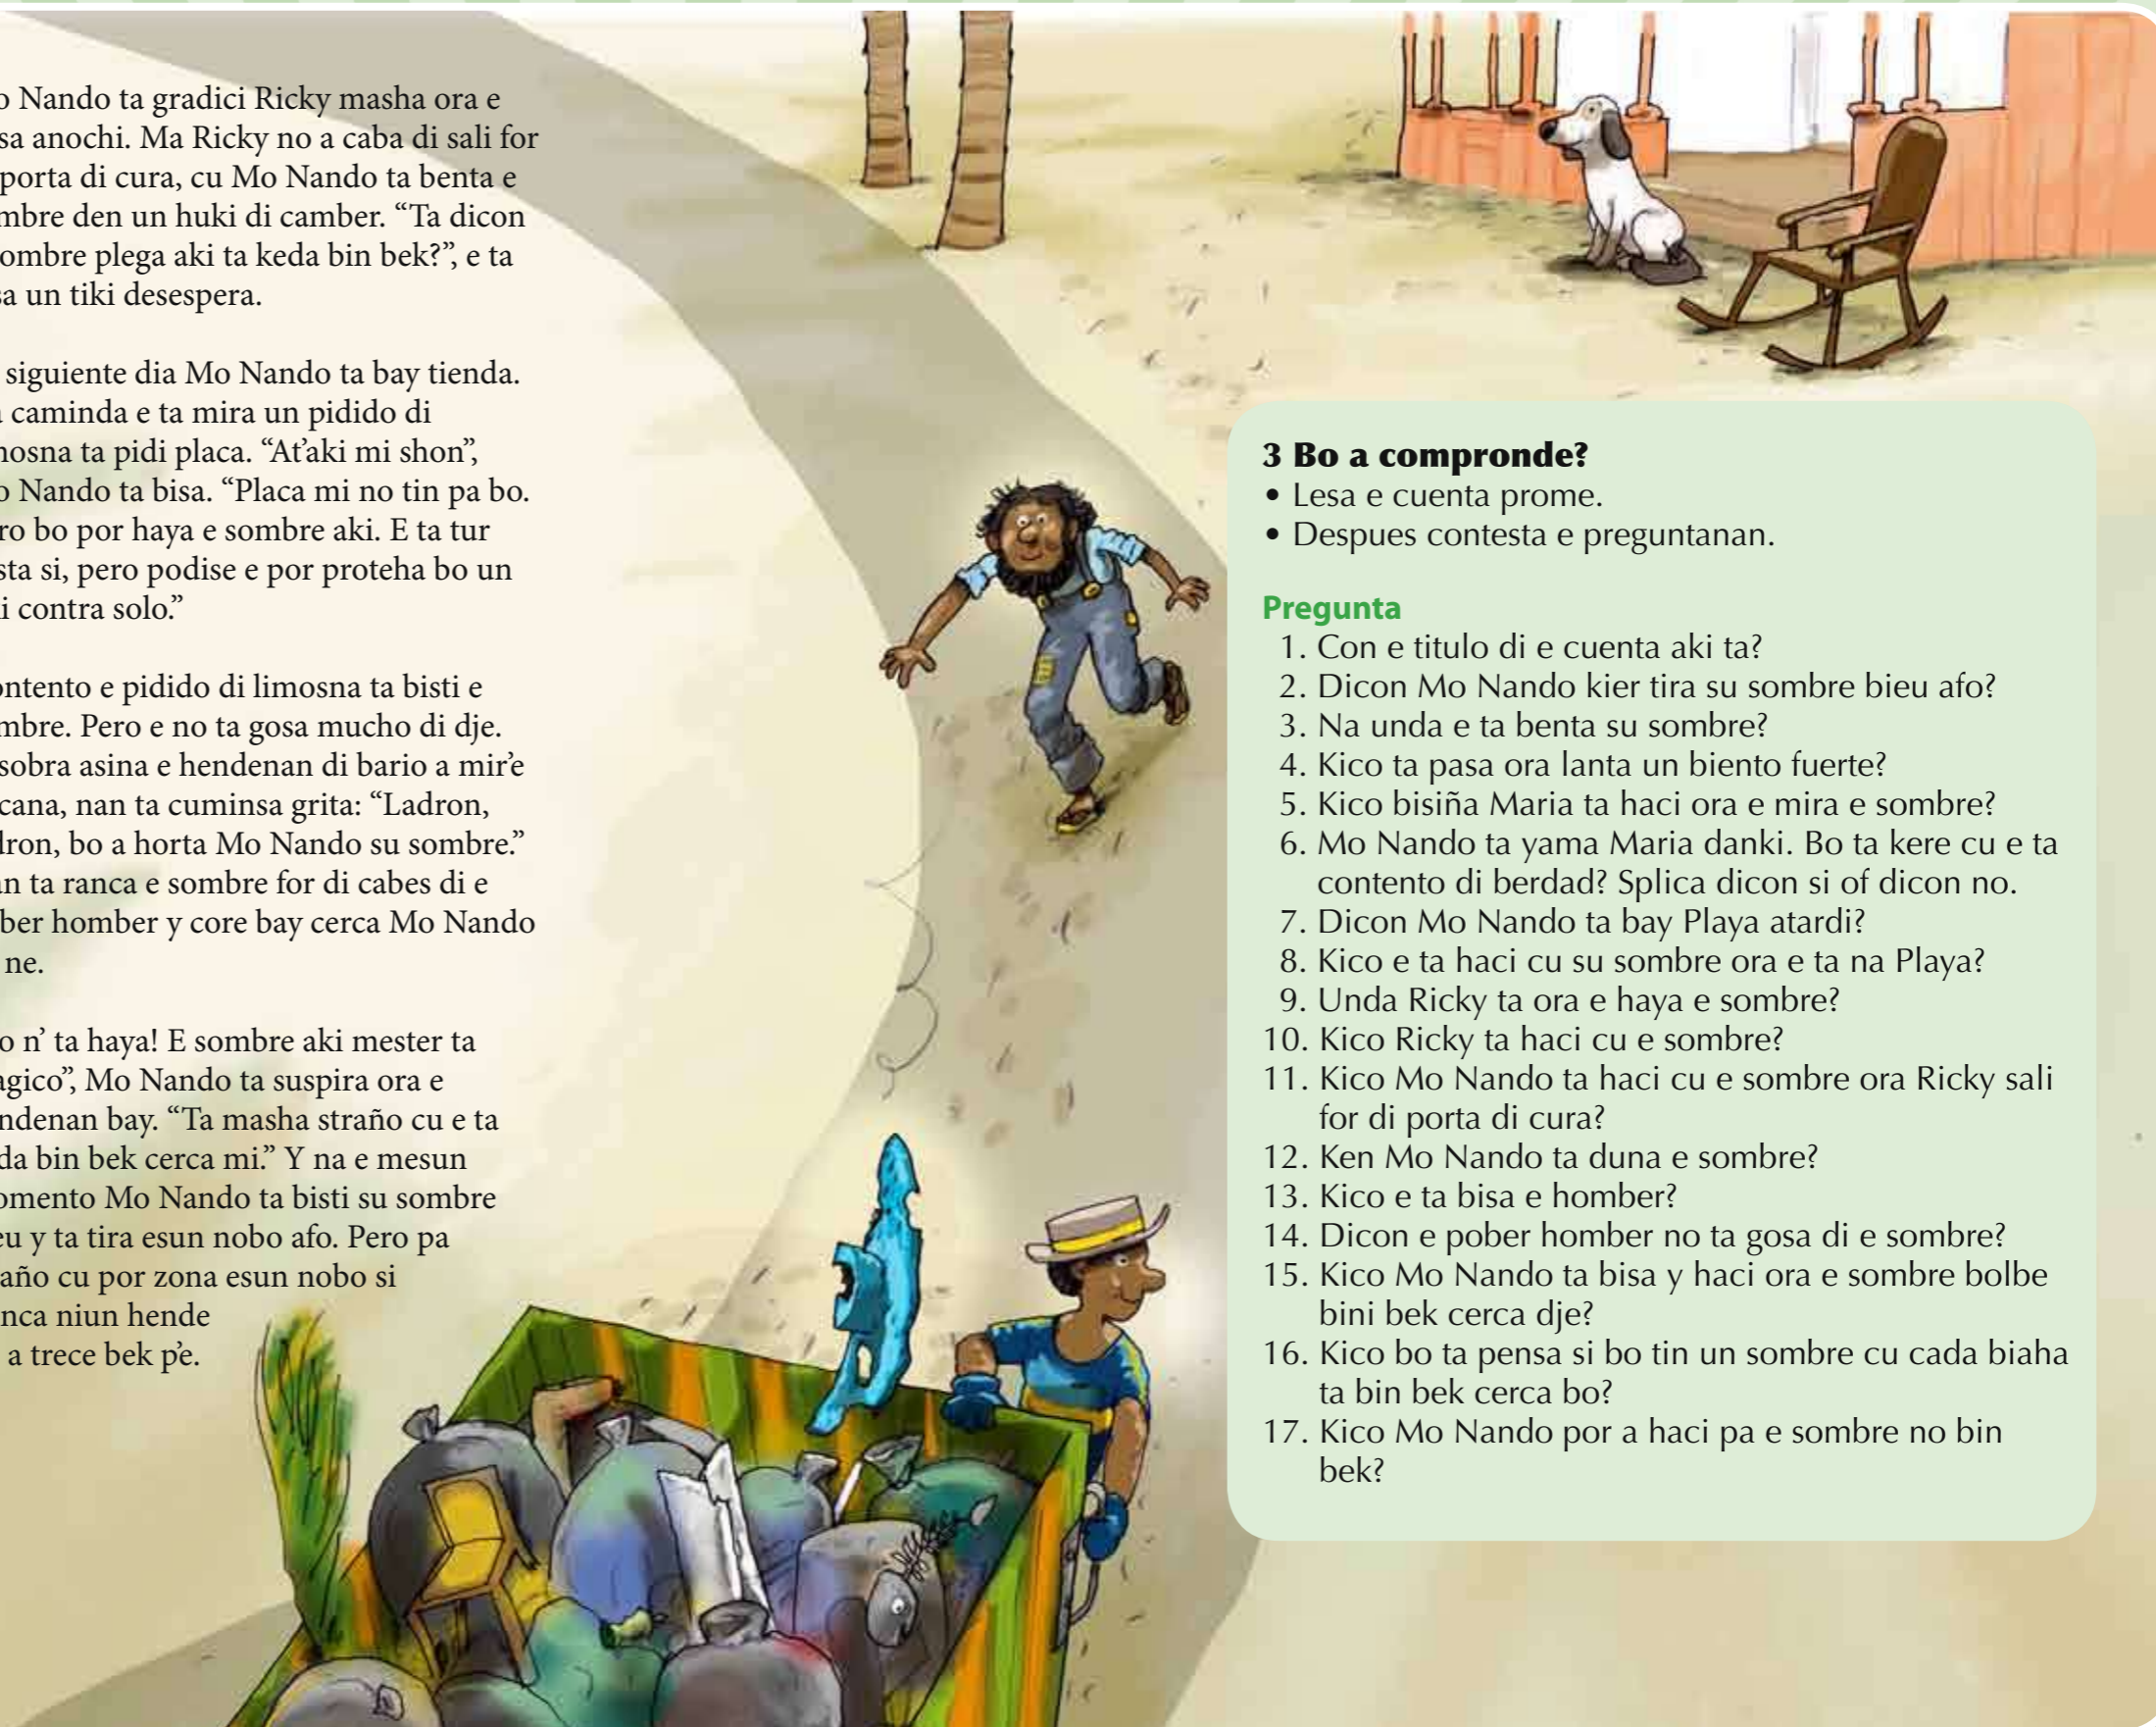 o Nando ta gradici Ricky masha ora e
sa anochi. Ma Ricky no a caba di sali for
porta di cura, cu Mo Nando ta benta e
mbre den un huki di camber. “Ta dicon
ombre plega aki ta keda bin bek?”, e ta
sa un tiki desespera.
siguiente dia Mo Nando ta bay tienda.
caminda e ta mira un pidido di
mosna ta pidi placa. “At’aki mi shon”,
o Nando ta bisa. “Placa mi no tin pa bo.
ro bo por haya e sombre aki. E ta tur
sta si, pero podise e por proteha bo un
i contra solo.”
ontento e pidido di limosna ta bisti e
mbre. Pero e no ta gosa mucho di dje.
sobra asina e hendenan di bario a mir’e
cana, nan ta cuminsa grita: “Ladron,
dron, bo a horta Mo Nando su sombre.”
an ta ranca e sombre for di cabes di e
ber homber y core bay cerca Mo Nando
ne.
o n’ ta haya! E sombre aki mester ta
agico”, Mo Nando ta suspira ora e
ndenan bay. “Ta masha straño cu e ta
da bin bek cerca mi.” Y na e mesun
omento Mo Nando ta bisti su sombre
eu y ta tira esun nobo afo. Pero pa
año cu por zona esun nobo si
nca niun hende
a trece bek p’e.
3 Bo a compronde?
• Lesa e cuenta prome.
• Despues contesta e preguntanan.
Pregunta
1. Con e titulo di e cuenta aki ta?
2. Dicon Mo Nando kier tira su sombre bieu afo?
3. Na unda e ta benta su sombre?
4. Kico ta pasa ora lanta un biento fuerte?
5. Kico bisiña Maria ta haci ora e mira e sombre?
6. Mo Nando ta yama Maria danki. Bo ta kere cu e ta
contento di berdad? Splica dicon si of dicon no.
7. Dicon Mo Nando ta bay Playa atardi?
8. Kico e ta haci cu su sombre ora e ta na Playa?
9. Unda Ricky ta ora e haya e sombre?
10. Kico Ricky ta haci cu e sombre?
11. Kico Mo Nando ta haci cu e sombre ora Ricky sali
for di porta di cura?
12. Ken Mo Nando ta duna e sombre?
13. Kico e ta bisa e homber?
14. Dicon e pober homber no ta gosa di e sombre?
15. Kico Mo Nando ta bisa y haci ora e sombre bolbe
bini bek cerca dje?
16. Kico bo ta pensa si bo tin un sombre cu cada biaha
ta bin bek cerca bo?
17. Kico Mo Nando por a haci pa e sombre no bin
bek?